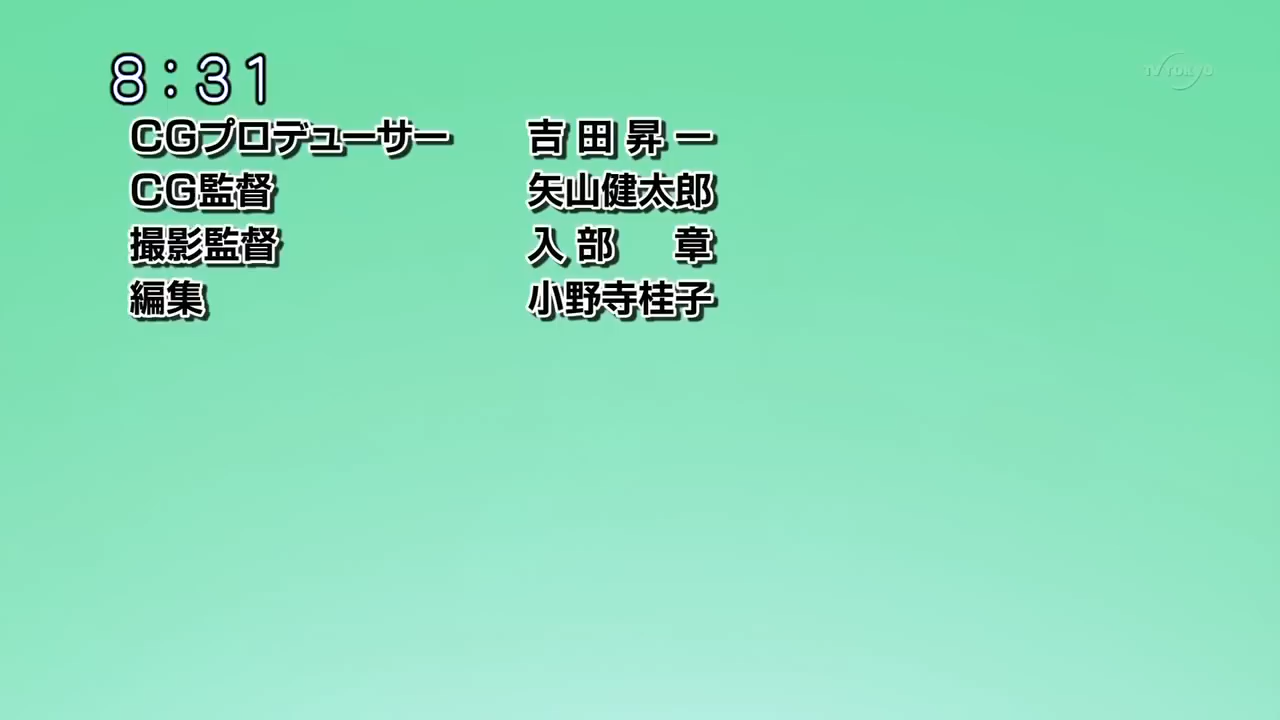 8:31
TV TOKYO
CGプロデューサー 吉田昇一
CG監督 矢山健太郎
撮影監督 入部 章
編集 小野寺桂子